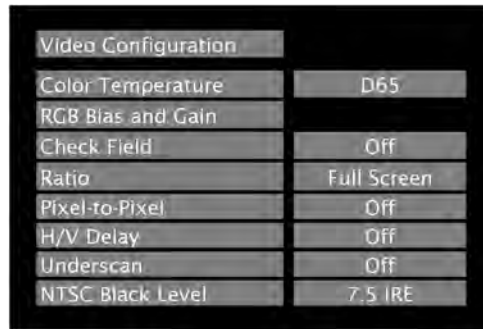 Video Configuration
Color Temperature D65
RGB Bias and Gain
Check Field Off
Ratio Full Screen
Pixel-to-Pixel Off
H/V Delay Off
Underscan Off
NTSC Black Level 7.5 IRE